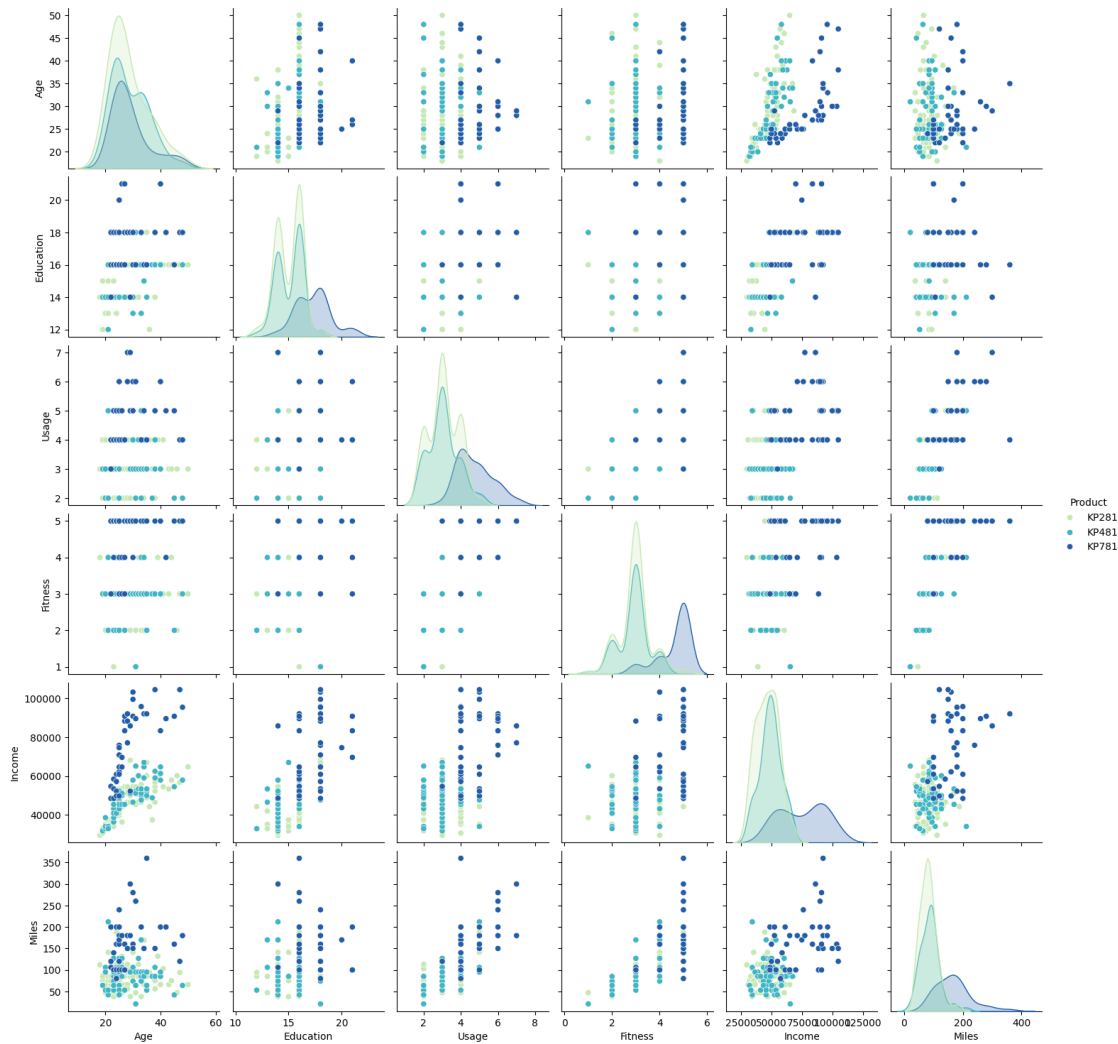 50
45
40
35
30
25
20
Age
20
18
16
14
12
Education
7
6
5
4
3
2
Usage
5
4
3
2
1
Fitness
100000
80000
60000
40000
Income
350
300
250
200
150
100
50
Miles
20 40 60
10 15 20
2 4 6 8
0 2 4 6
25000 50000 75000 100000 125000
0 200 400
Age Education Usage Fitness Income Miles
Product
KP281
KP481
KP781